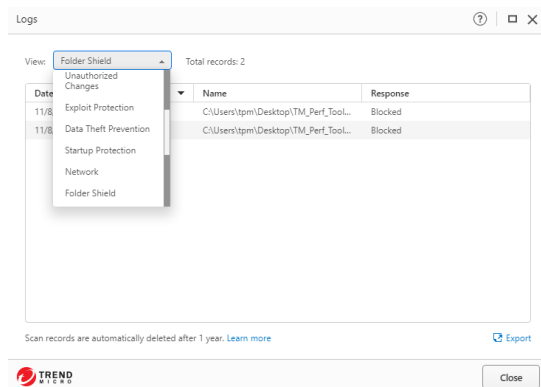 Logs
View: Folder Shield Total records: 2
Date Name Response
11/8 C:\Users\tpm\Desktop\TM_Perf_Tool... Blocked
11/8 C:\Users\tpm\Desktop\TM_Perf_Tool... Blocked
Unauthorized
Changes
Exploit Protection
Data Theft Prevention
Startup Protection
Network
Folder Shield
Scan records are automatically deleted after 1 year. Learn more Export
TREND
MICRO
Close